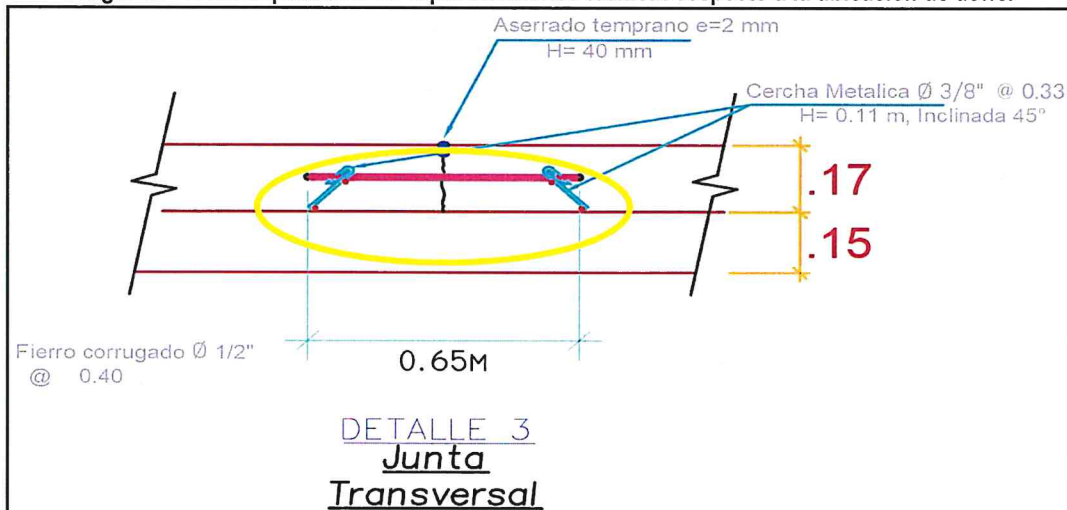 Aserrado temprano e=2 mm
H= 40 mm
Cercha Metalica Ø 3/8" @ 0.33
H= 0.11 m, Inclinada 45°
.17
.15
0.65M
Fierro corrugado Ø 1/2"
@ 0.40
DETALLE 3
Junta
Transversal